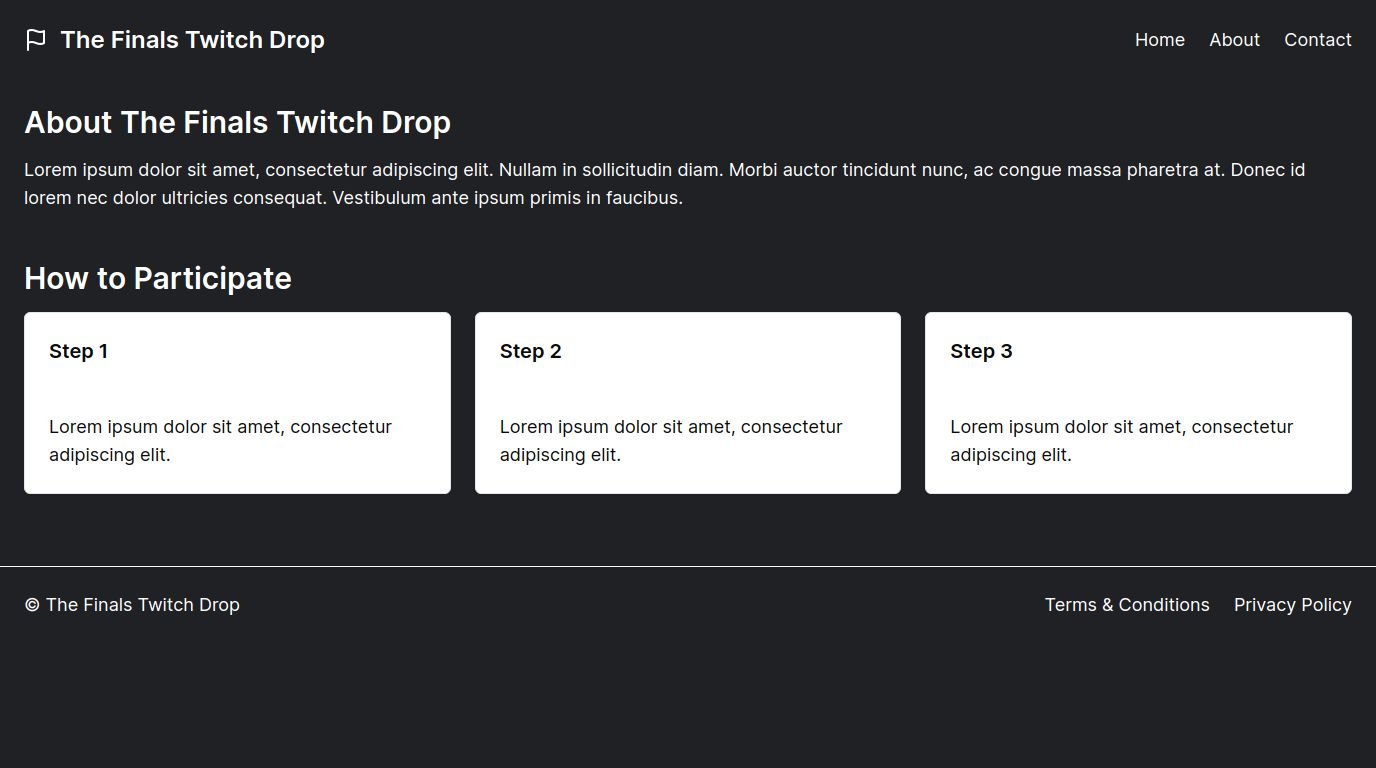 The Finals Twitch Drop
Home About Contact
About The Finals Twitch Drop
Lorem ipsum dolor sit amet, consectetur adipiscing elit. Nullam in sollicitudin diam. Morbi auctor tincidunt nunc, ac congue massa pharetra at. Donec id
lorem nec dolor ultricies consequat. Vestibulum ante ipsum primis in faucibus.
How to Participate
Step 1
Lorem ipsum dolor sit amet, consectetur
adipiscing elit.
Step 2
Lorem ipsum dolor sit amet, consectetur
adipiscing elit.
Step 3
Lorem ipsum dolor sit amet, consectetur
adipiscing elit.
© The Finals Twitch Drop
Terms & Conditions Privacy Policy